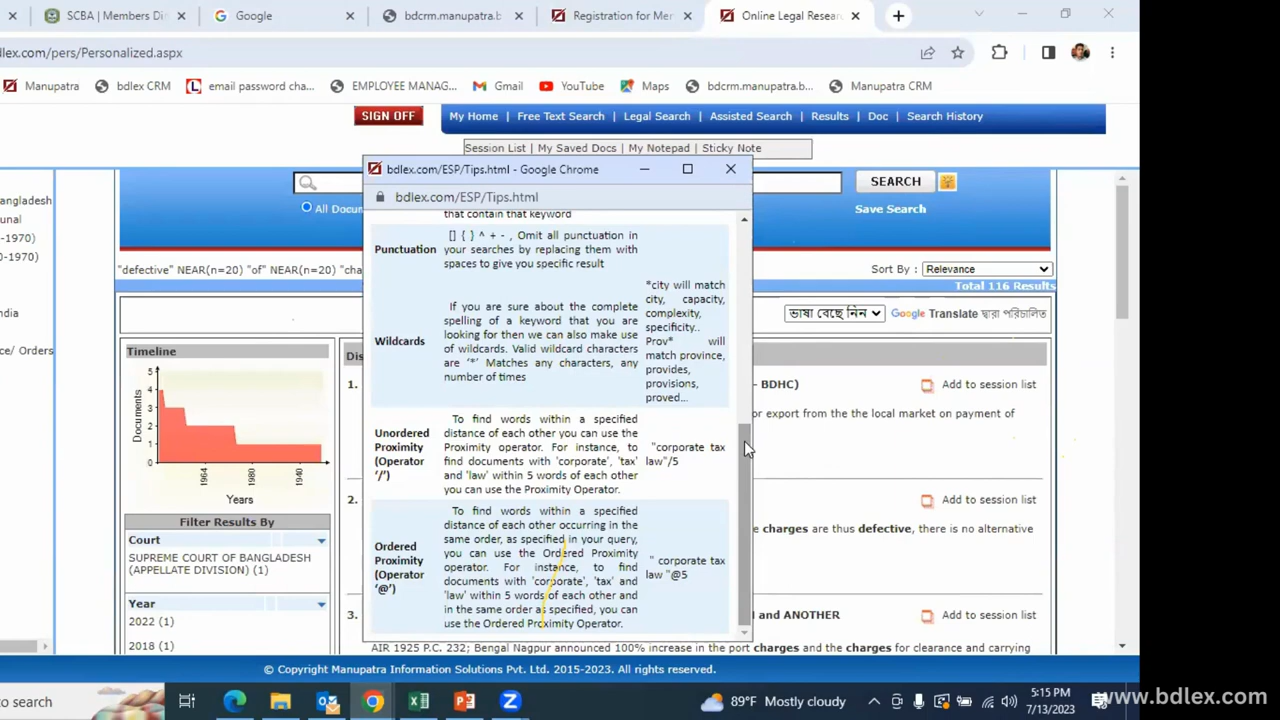 SCBA | Members Di
Google
bdcrm.manupatra.b
Registration for Mer
Online Legal Resear
dlex.com/pers/Personalized.aspx
Manupatra
bdlex CRM
email password cha...
EMPLOYEE MANAG...
Gmail
YouTube
Maps
bdcrm.manupatra.b...
Manupatra CRM
SIGN OFF
My Home | Free Text Search | Legal Search | Assisted Search | Results | Doc | Search History
Session List | My Saved Docs | My Notepad | Sticky Note
bdlex.com/ESP/Tips.html - Google Chrome
bdlex.com/ESP/Tips.html
SEARCH
All Docu
Save Search
angladesh
unal
-1970)
-1970)
ndia
ce/ Orders
"defective" NEAR(n=20) "of" NEAR(n=20) "cha
Sort By :
Relevance
Total 116 Results
ভাষা বেছে নিন
Google Translate দ্বারা পরিচালিত
that contain that keyword
Punctuation
[] { } ^ + - , Omit all punctuation in
your searches by replacing them with
spaces to give you specific result
Wildcards
If you are sure about the complete
spelling of a keyword that you are
looking for then we can also make use
of wildcards. Valid wildcard characters
are '*' Matches any characters, any
number of times
*city will match
city, capacity,
complexity,
specificity..
Prov* will
match province,
provides,
provisions,
proved...
Unordered
Proximity
(Operator
'/')
To find words within a specified
distance of each other you can use the
Proximity operator. For instance, to
find documents with 'corporate', 'tax'
and 'law' within 5 words of each other
you can use the Proximity Operator.
"corporate tax
law"/5
Ordered
Proximity
(Operator
'@')
To find words within a specified
distance of each other occurring in the
same order, as specified in your query,
you can use the Ordered Proximity
operator. For instance, to find
documents with 'corporate', 'tax' and
'law' within 5 words of each other and
in the same order as specified, you can
use the Ordered Proximity Operator.
" corporate tax
law "@5
Timeline
Documents
5
4
3
2
1
0
1964
1980
1990
Years
Filter Results By
Court
SUPREME COURT OF BANGLADESH
(APPELLATE DIVISION) (1)
Year
2022 (1)
2018 (1)
Dis
1.
- BDHC)
Add to session list
or export from the the local market on payment of
2.
Add to session list
e charges are thus defective, there is no alternative
3.
l and ANOTHER
Add to session list
AIR 1925 P.C. 232; Bengal Nagpur announced 100% increase in the port charges and the charges for clearance and carrying
© Copyright Manupatra Information Solutions Pvt. Ltd. 2015-2023. All rights reserved.
to search
89°F Mostly cloudy
5:15 PM
7/13/2023
www.bdlex.com